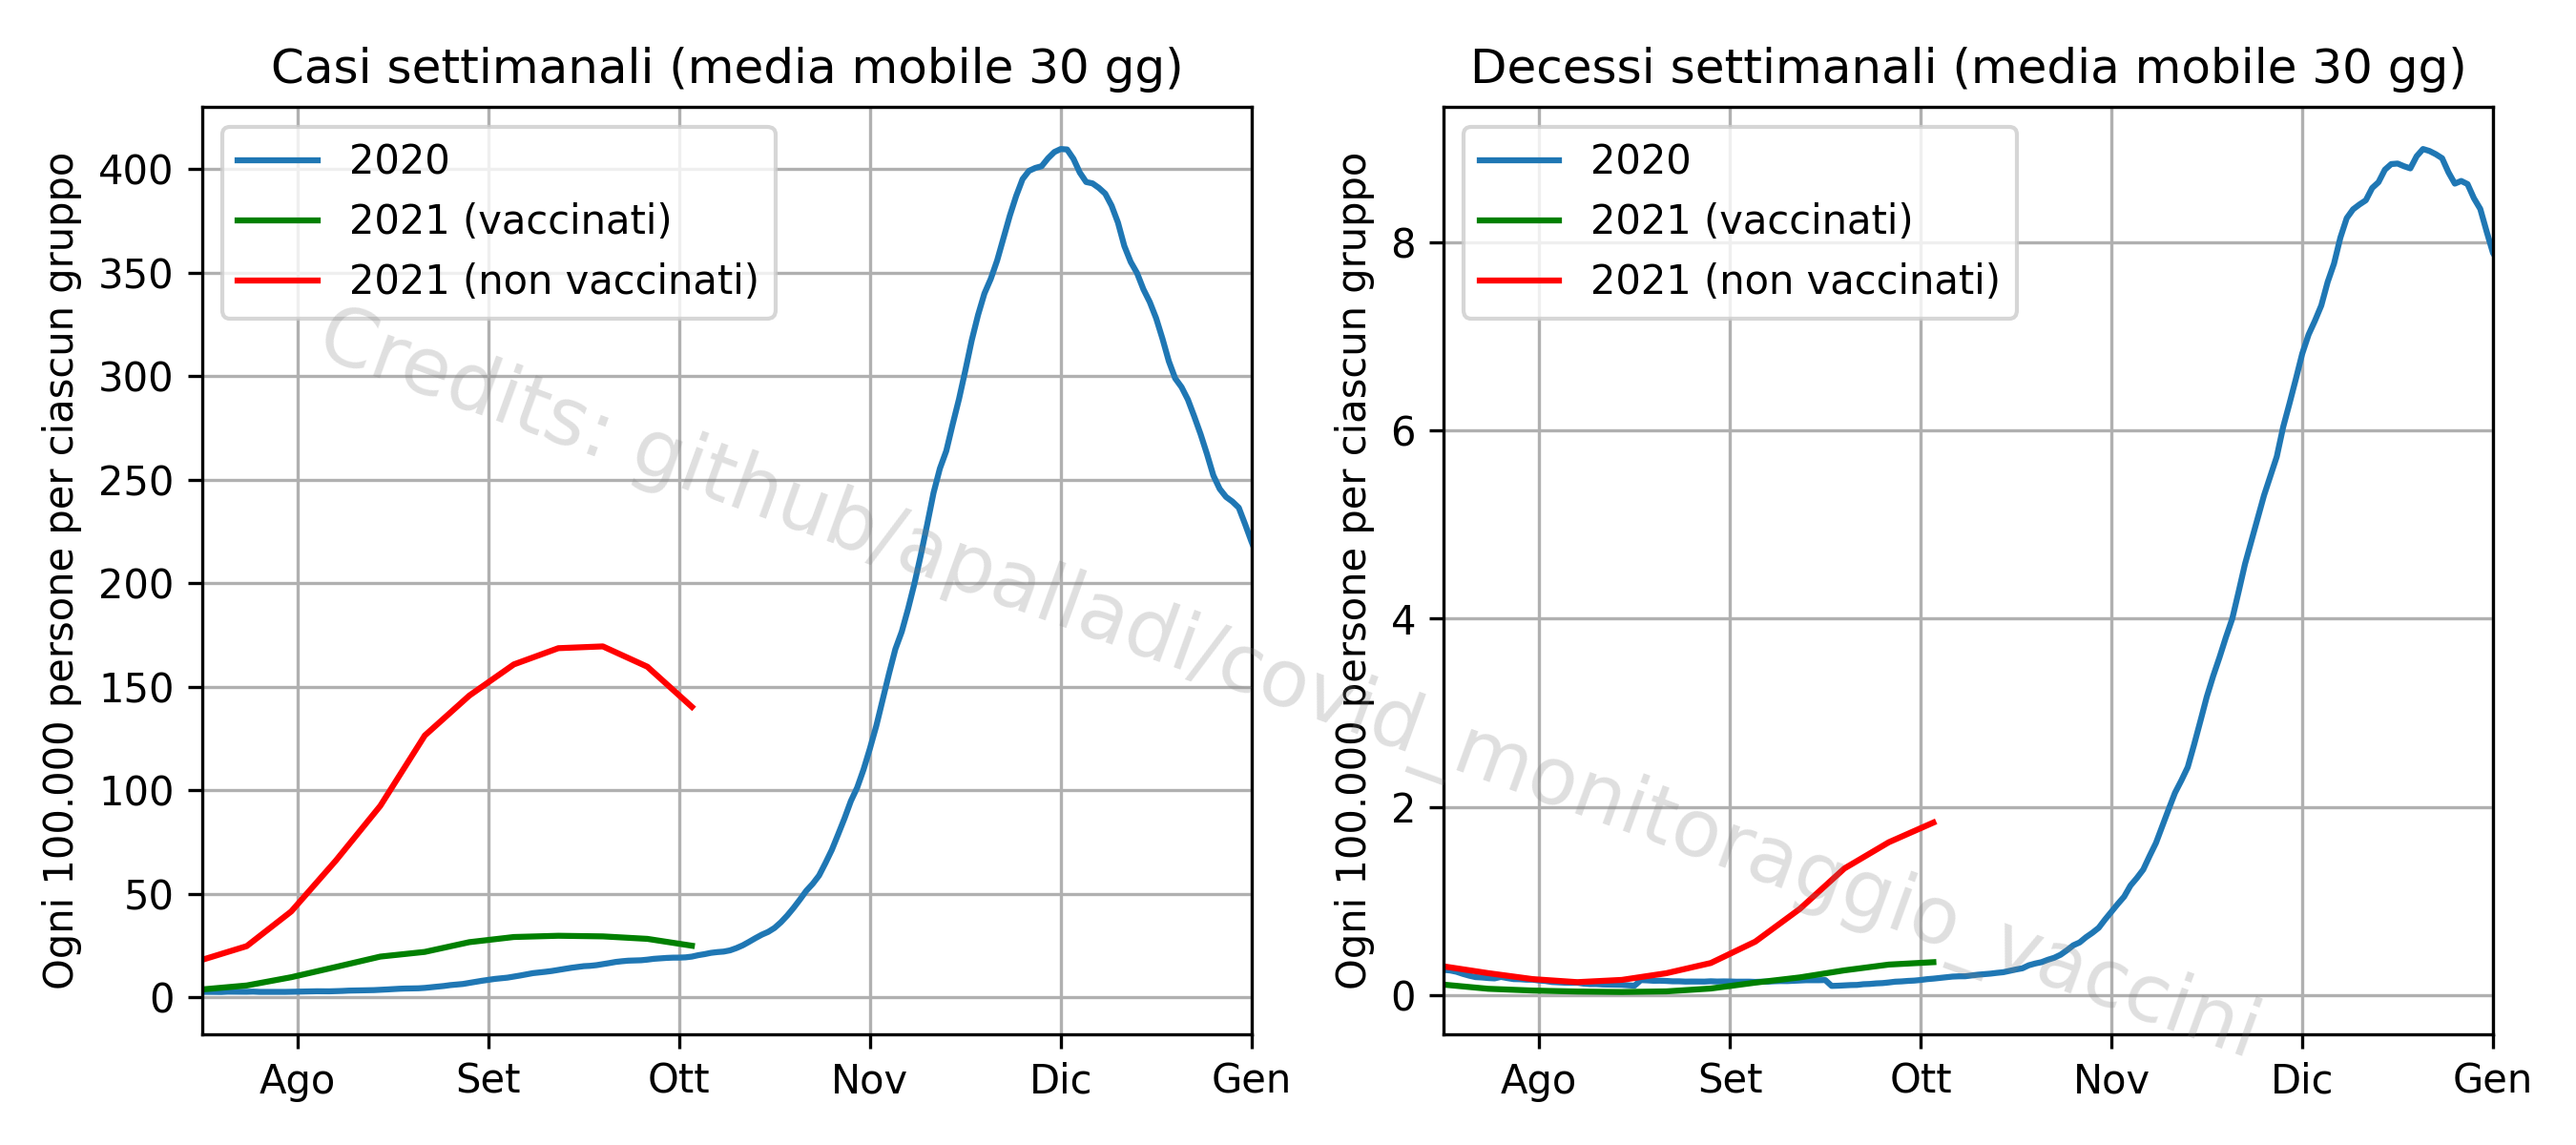 Casi settimanali (media mobile 30 gg)
Ogni 100.000 persone per ciascun gruppo
400
350
300
250
200
150
100
50
0
2020
2021 (vaccinati)
2021 (non vaccinati)
Ago Set Ott Nov Dic Gen
Decessi settimanali (media mobile 30 gg)
Ogni 100.000 persone per ciascun gruppo
8
6
4
2
0
2020
2021 (vaccinati)
2021 (non vaccinati)
Ago Set Ott Nov Dic Gen
Credits: github/apalladi/covid_monitoraggio_vaccini